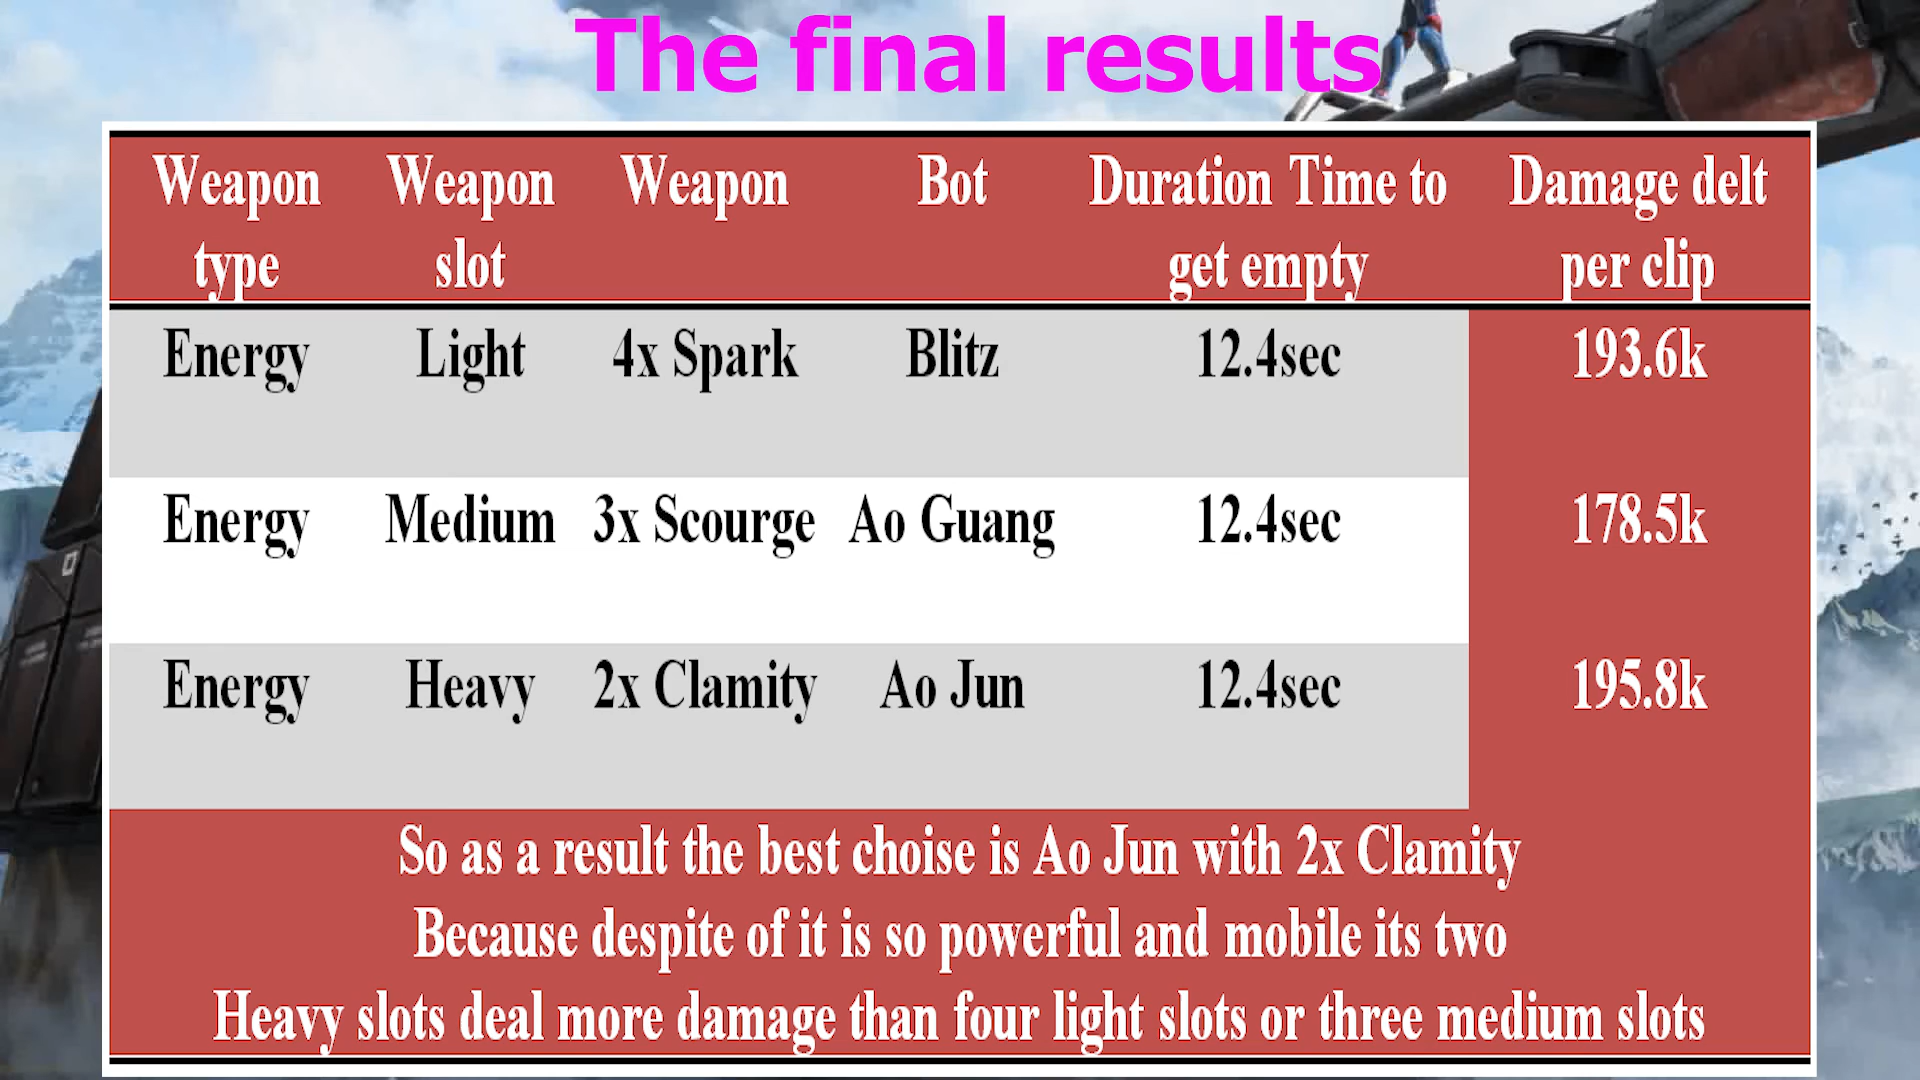 The final results
Weapon type Weapon slot Weapon Bot Duration Time to get empty Damage delt per clip
Energy Light 4x Spark Blitz 12.4sec 193.6k
Energy Medium 3x Scourge Ao Guang 12.4sec 178.5k
Energy Heavy 2x Clamity Ao Jun 12.4sec 195.8k
So as a result the best choise is Ao Jun with 2x Clamity
Because despite of it is so powerful and mobile its two
Heavy slots deal more damage than four light slots or three medium slots